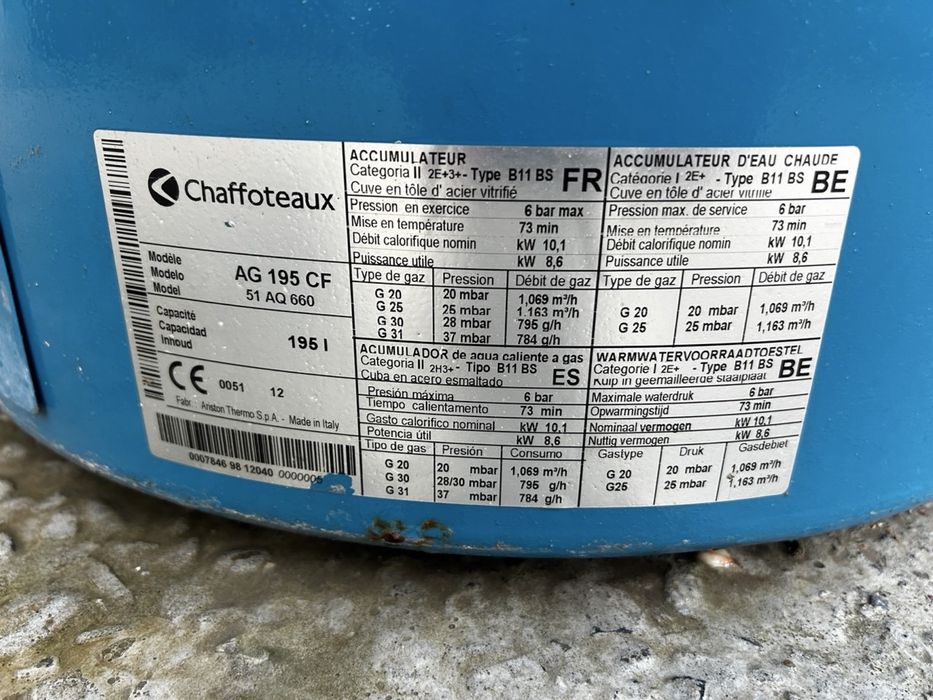 Chaffoteaux
Modèle
Modelo
Model
AG 195 CF
51 AQ 660
Capacité
Capacidad
Inhoud
195 l
CE 0051 12
Fabr. Ariston Thermo S.p.A. - Made in Italy
0007846 98 12040 0000005
ACCUMULATEUR
Categoria II 2E+3+ - Type B11 BS
Cuve en tôle d' acier vitrifié
FR
Pression en exercice 6 bar max
Mise en température 73 min
Débit calorifique nomin kW 10,1
Puissance utile kW 8,6
Type de gaz Pression Débit de gaz
G 20 20 mbar 1,069 m³/h
G 25 25 mbar 1.163 m³/h
G 30 28 mbar 795 g/h
G 31 37 mbar 784 g/h
ACCUMULATEUR D'EAU CHAUDE
Catégorie I 2E+ - Type B11 BS
Cuve en tôle d' acier vitrifié
BE
Pression max. de service 6 bar
Mise en température 73 min
Débit calorifique nomin kW 10,1
Puissance utile kW 8,6
Type de gaz Pression Débit de gaz
G 20 20 mbar 1,069 m³/h
G 25 25 mbar 1,163 m³/h
ACUMULADOR de agua caliente a gas
Categoría II 2H3+ - Tipo B11 BS
Cuba en acero esmaltado
ES
Presión máxima 6 bar
Tiempo calientamento 73 min
Gasto calorifico nominal kW 10,1
Potencia útil kW 8,6
Tipo de gas Presión Consumo
G 20 20 mbar 1,069 m³/h
G 30 28/30 mbar 795 g/h
G 31 37 mbar 784 g/h
WARMWATERVOORRAADTOESTEL
Categorie I 2E+ - Type B11 BS
Kuip in geemailleerde staalplaat
BE
Maximale waterdruk 6 bar
Opwarmingstijd 73 min
Nominaal vermogen kW 10,1
Nuttig vermogen kW 8,6
Gastype Druk Gasdebiet
G 20 20 mbar 1,069 m³/h
G25 25 mbar 1,163 m³/h